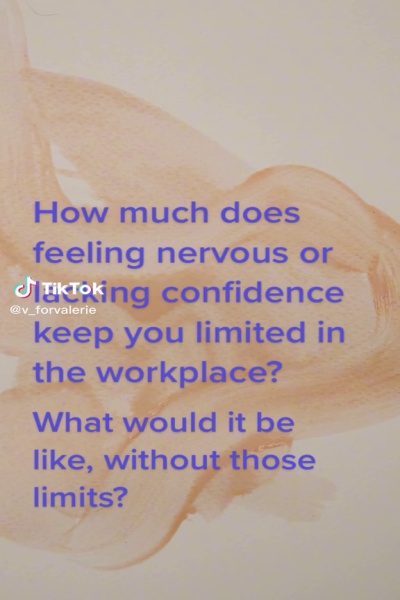 How much does
feeling nervous or
lacking confidence
TikTok
@v_forvalerie
keep you limited in
the workplace?
What would it be
like, without those
limits?